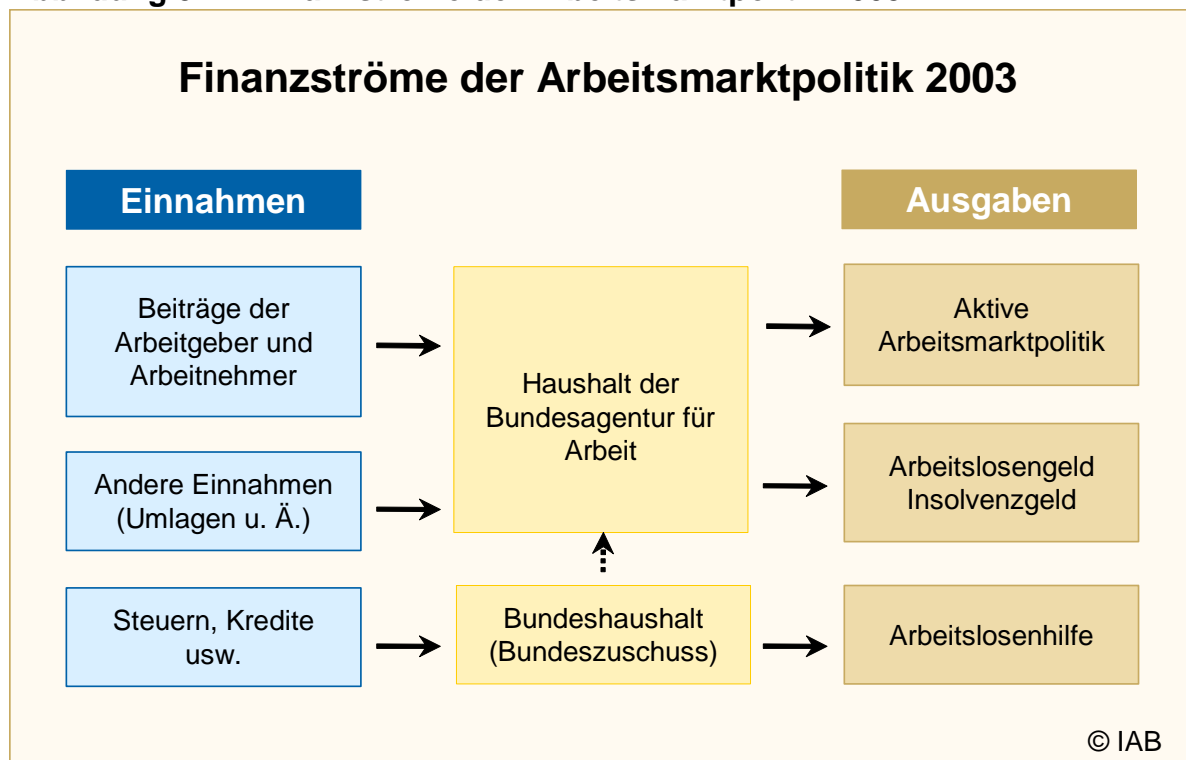 Finanzströme der Arbeitsmarktpolitik 2003
Einnahmen
Ausgaben
Beiträge der
Arbeitgeber und
Arbeitnehmer
Haushalt der
Bundesagentur für
Arbeit
Aktive
Arbeitsmarktpolitik
Andere Einnahmen
(Umlagen u. Ä.)
Arbeitslosengeld
Insolvenzgeld
Steuern, Kredite
usw.
Bundeshaushalt
(Bundeszuschuss)
Arbeitslosenhilfe
© IAB